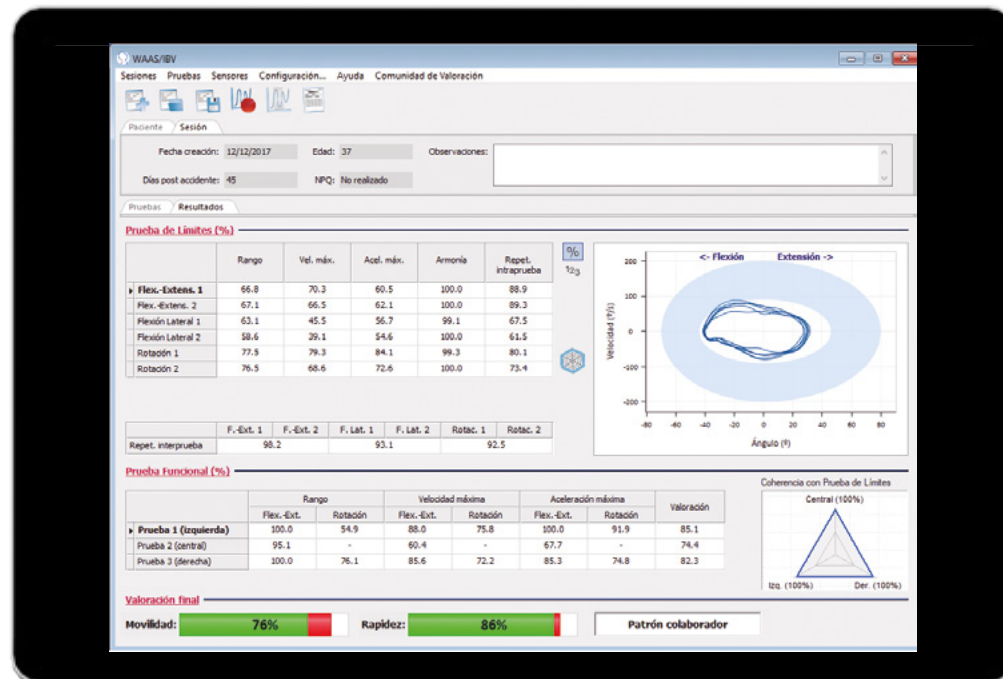 WAAS/IBV
Sesiones Pruebas Sensores Configuración... Ayuda Comunidad de Valoración
Paciente Sesión
Fecha creación: 12/12/2017 Edad: 37 Observaciones:
Días post accidente: 45 NPQ: No realizado
Pruebas Resultados
Prueba de Límites (%)
Rango Vel. máx. Acel. máx. Armonía Repet. intraprueba
Flex.-Extens. 1 66.8 70.3 60.5 100.0 88.9
Flex.-Extens. 2 67.1 66.5 62.1 100.0 89.3
Flexión Lateral 1 63.1 45.5 56.7 99.1 67.5
Flexión Lateral 2 58.6 39.1 54.6 100.0 61.5
Rotación 1 77.5 79.3 84.1 99.3 80.1
Rotación 2 76.5 68.6 72.6 100.0 73.4
%
123
<- Flexión Extensión ->
Velocidad (º/s)
200
100
0
-100
-200
-80 -60 -40 -20 0 20 40 60 80
Ángulo (º)
F.-Ext. 1 F.-Ext. 2 F. Lat. 1 F. Lat. 2 Rotac. 1 Rotac. 2
Repet. interprueba 98.2 93.1 92.5
Prueba Funcional (%)
Rango Velocidad máxima Aceleración máxima Valoración
Flex.-Ext. Rotación Flex.-Ext. Rotación Flex.-Ext. Rotación
Prueba 1 (izquierda) 100.0 54.9 88.0 75.8 100.0 91.9 85.1
Prueba 2 (central) 95.1 - 60.4 - 67.7 - 74.4
Prueba 3 (derecha) 100.0 76.1 85.6 72.2 85.3 74.8 82.3
Coherencia con Prueba de Límites
Central (100%)
Izq. (100%) Der. (100%)
Valoración final
Movilidad: 76% Rapidez: 86% Patrón colaborador